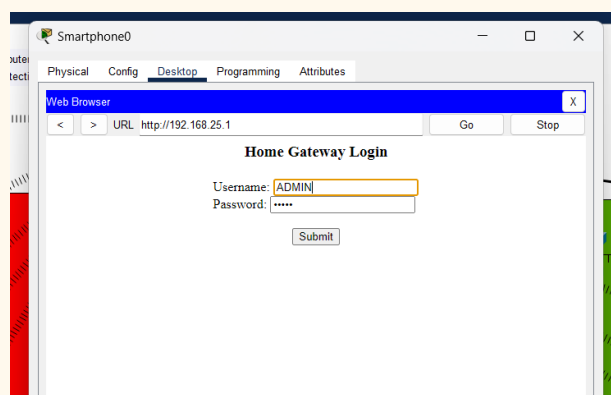 Smartphone0
Physical Config Desktop Programming Attributes
Web Browser X
< > URL http://192.168.25.1 Go Stop
Home Gateway Login
Username: ADMIN
Password: •••••
Submit